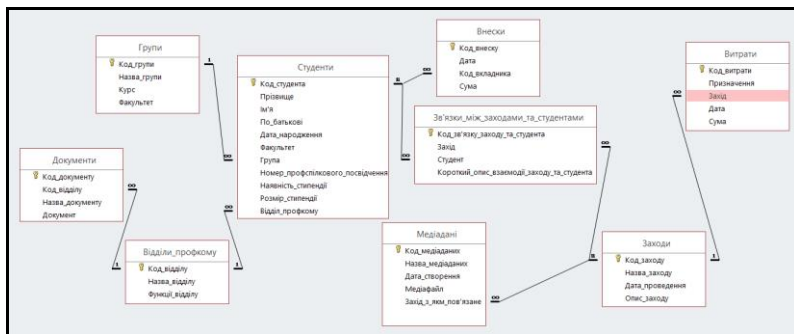 Групи
Код_групи
Назва_групи
Курс
Факультет
Студенти
Код_студента
Прізвище
Ім'я
По_батькові
Дата_народження
Факультет
Група
Номер_профспілкового_посвідчення
Наявність_стипендії
Розмір_стипендії
Відділ_профкому
Внески
Код_внеску
Дата
Код_вкладника
Сума
Витрати
Код_витрати
Призначення
Захід
Дата
Сума
Зв'язки_між_заходами_та_студентами
Код_зв'язку_заходу_та_студента
Захід
Студент
Короткий_опис_взаємодії_заходу_та_студента
Документи
Код_документу
Код_відділу
Назва_документу
Документ
Відділи_профкому
Код_відділу
Назва_відділу
Функції_відділу
Медіадані
Код_медіаданих
Назва_медіаданих
Дата_створення
Медіафайл
Захід_з_якм_пов'язане
Заходи
Код_заходу
Назва_заходу
Дата_проведення
Опис_заходу